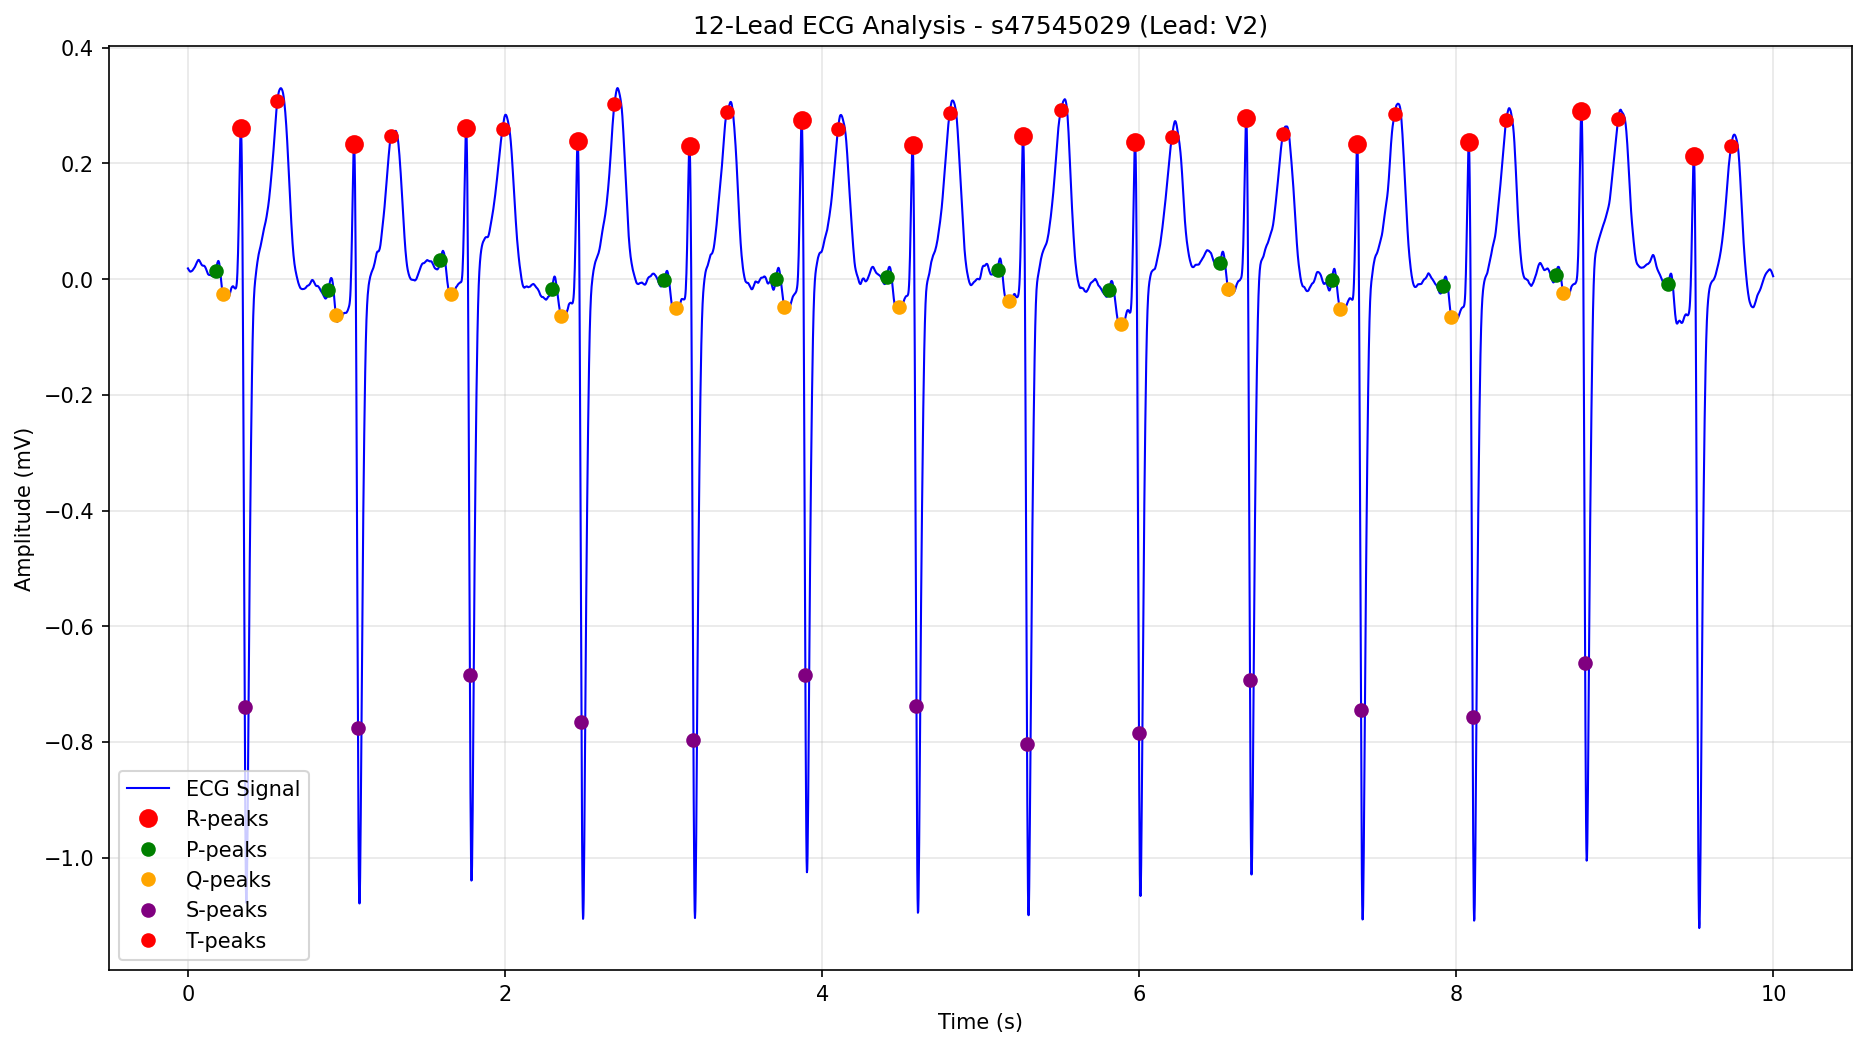 12-Lead ECG Analysis - s47545029 (Lead: V2)
0.4
0.2
0.0
−0.2
−0.4
−0.6
−0.8
−1.0
Amplitude (mV)
ECG Signal
R-peaks
P-peaks
Q-peaks
S-peaks
T-peaks
0 2 4 6 8 10
Time (s)